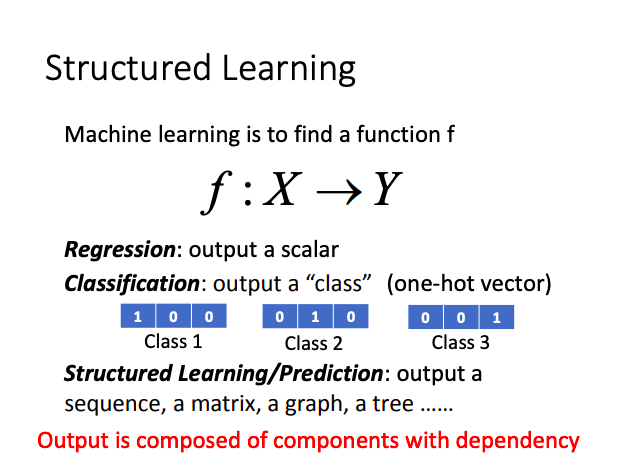 Structured Learning
Machine learning is to find a function f
f : X → Y
Regression: output a scalar
Classification: output a “class” (one-hot vector)
1 0 0 0 1 0 0 0 1
Class 1 Class 2 Class 3
Structured Learning/Prediction: output a
sequence, a matrix, a graph, a tree ......
Output is composed of components with dependency